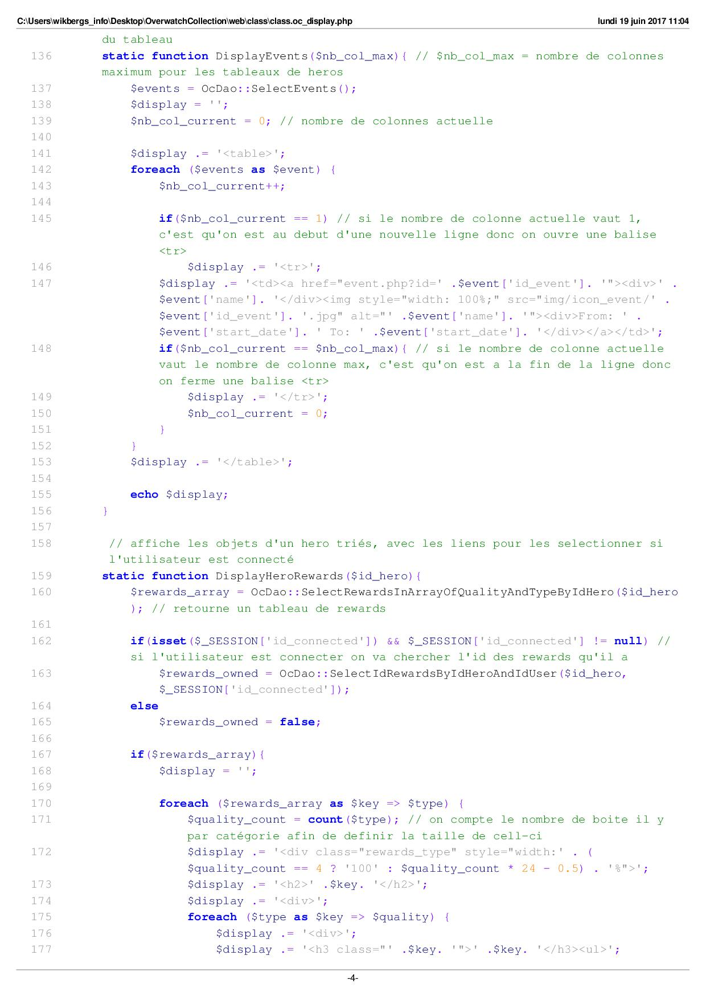 C:\Users\wikbergs_info\Desktop\OverwatchCollection\web\class\class.oc_display.php lundi 19 juin 2017 11:04
du tableau
136 static function DisplayEvents($nb_col_max){ // $nb_col_max = nombre de colonnes
maximum pour les tableaux de heros
137 $events = OcDao::SelectEvents();
138 $display = '';
139 $nb_col_current = 0; // nombre de colonnes actuelle
140
141 $display .= '<table>';
142 foreach ($events as $event) {
143 $nb_col_current++;
144
145 if($nb_col_current == 1) // si le nombre de colonne actuelle vaut 1,
c'est qu'on est au debut d'une nouvelle ligne donc on ouvre une balise
<tr>
146 $display .= '<tr>';
147 $display .= '<td><a href="event.php?id=' .$event['id_event']. '"><div>' .
$event['name']. '</div><img style="width: 100%;" src="img/icon_event/' .
$event['id_event']. '.jpg" alt="' .$event['name']. '"><div>From: ' .
$event['start_date']. ' To: ' .$event['start_date']. '</div></a></td>';
148 if($nb_col_current == $nb_col_max){ // si le nombre de colonne actuelle
vaut le nombre de colonne max, c'est qu'on est a la fin de la ligne donc
on ferme une balise <tr>
149 $display .= '</tr>';
150 $nb_col_current = 0;
151 }
152 }
153 $display .= '</table>';
154
155 echo $display;
156 }
157
158 // affiche les objets d'un hero triés, avec les liens pour les selectionner si
l'utilisateur est connecté
159 static function DisplayHeroRewards($id_hero){
160 $rewards_array = OcDao::SelectRewardsInArrayOfQualityAndTypeByIdHero($id_hero
); // retourne un tableau de rewards
161
162 if(isset($_SESSION['id_connected']) && $_SESSION['id_connected'] != null) //
si l'utilisateur est connecter on va chercher l'id des rewards qu'il a
163 $rewards_owned = OcDao::SelectIdRewardsByIdHeroAndIdUser($id_hero,
$_SESSION['id_connected']);
164 else
165 $rewards_owned = false;
166
167 if($rewards_array){
168 $display = '';
169
170 foreach ($rewards_array as $key => $type) {
171 $quality_count = count($type); // on compte le nombre de boite il y
par catégorie afin de definir la taille de cell-ci
172 $display .= '<div class="rewards_type" style="width:' . (
$quality_count == 4 ? '100' : $quality_count * 24 - 0.5) . '%">';
173 $display .= '<h2>' .$key. '</h2>';
174 $display .= '<div>';
175 foreach ($type as $key => $quality) {
176 $display .= '<div>';
177 $display .= '<h3 class="' .$key. '">' .$key. '</h3><ul>';
-4-